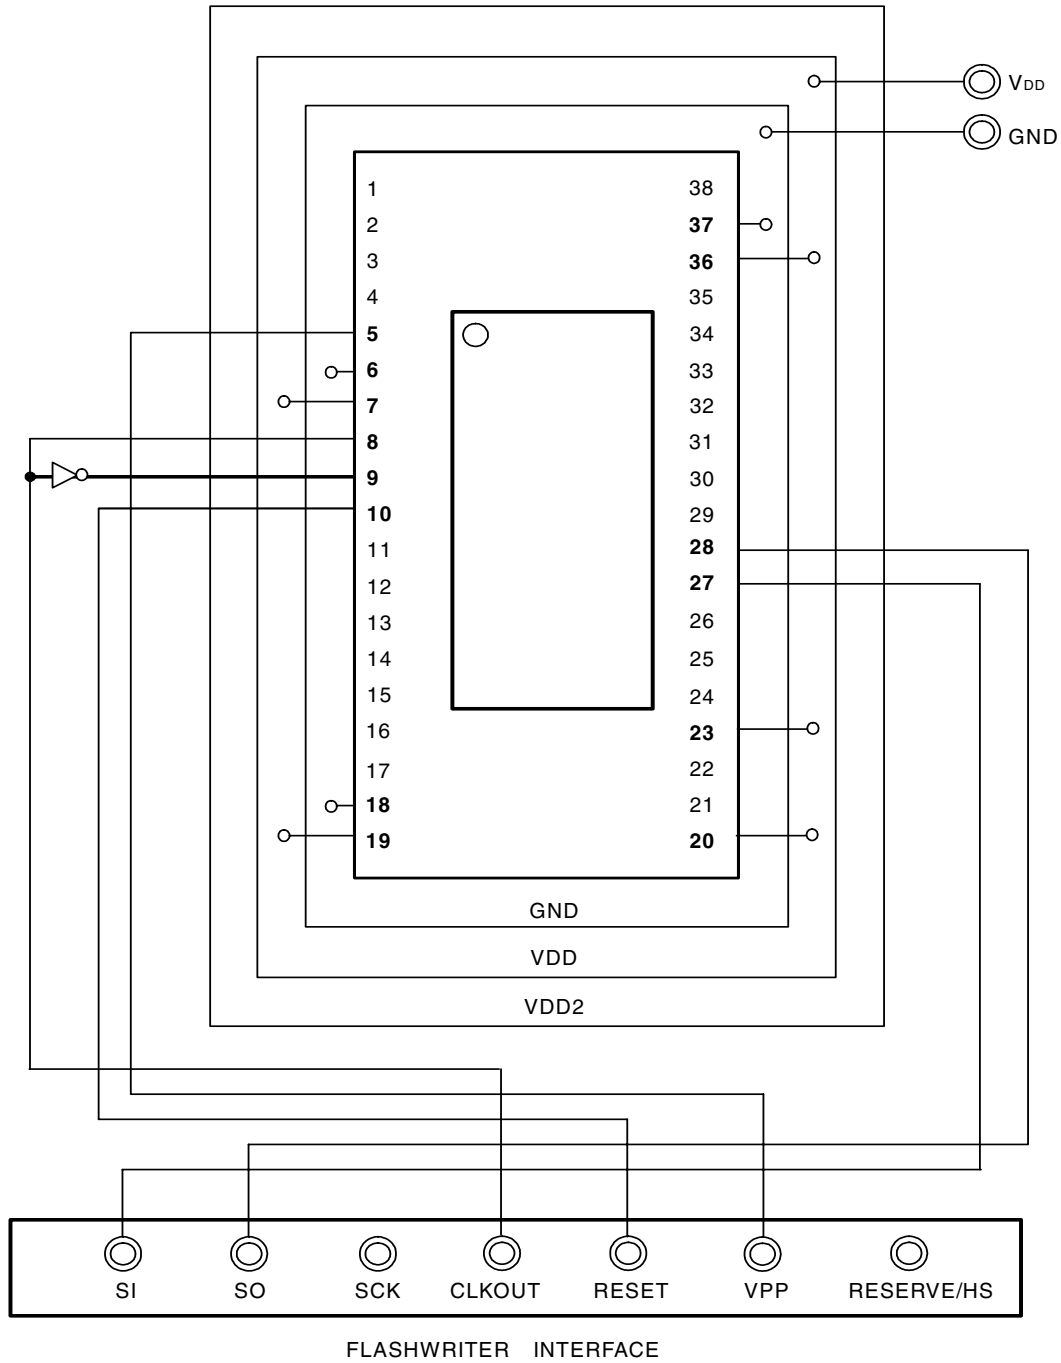 VDD
GND
1 38
2 37
3 36
4 35
5 34
6 33
7 32
8 31
9 30
10 29
11 28
12 27
13 26
14 25
15 24
16 23
17 22
18 21
19 20
GND
VDD
VDD2
SI SO SCK CLKOUT RESET VPP RESERVE/HS
FLASHWRITER INTERFACE